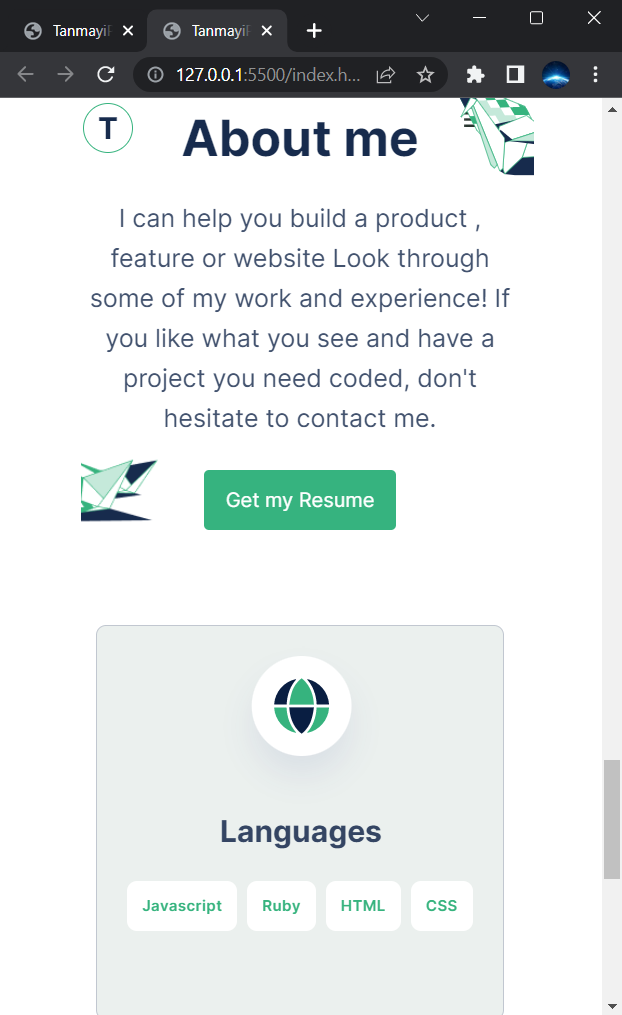 Tanmayi
Tanmayi
127.0.0.1:5500/index.h...
T
About me
I can help you build a product ,
feature or website Look through
some of my work and experience! If
you like what you see and have a
project you need coded, don't
hesitate to contact me.
Get my Resume
Languages
Javascript Ruby HTML CSS